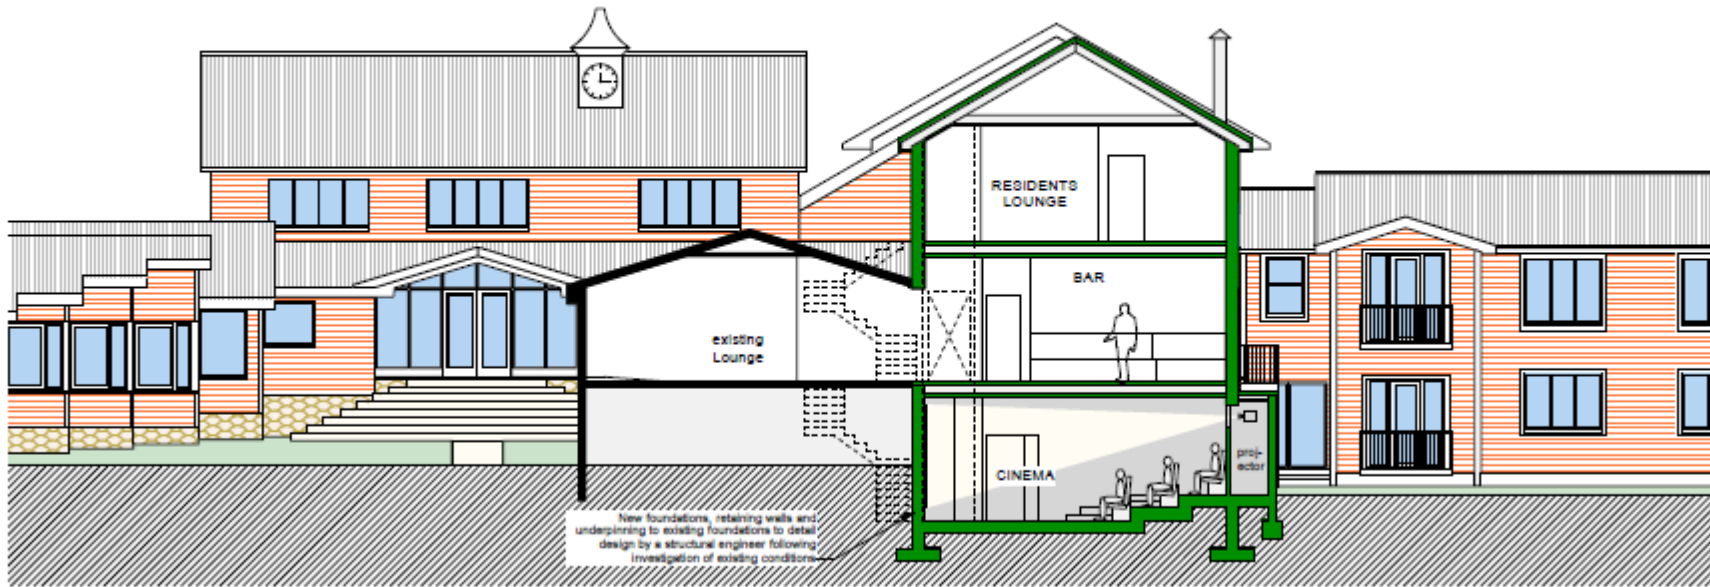 RESIDENTS
LOUNGE
BAR
existing
Lounge
CINEMA
proj-
ector
New foundations, retaining walls and
underpinning to existing foundations to detail
design by a structural engineer following
investigation of existing conditions